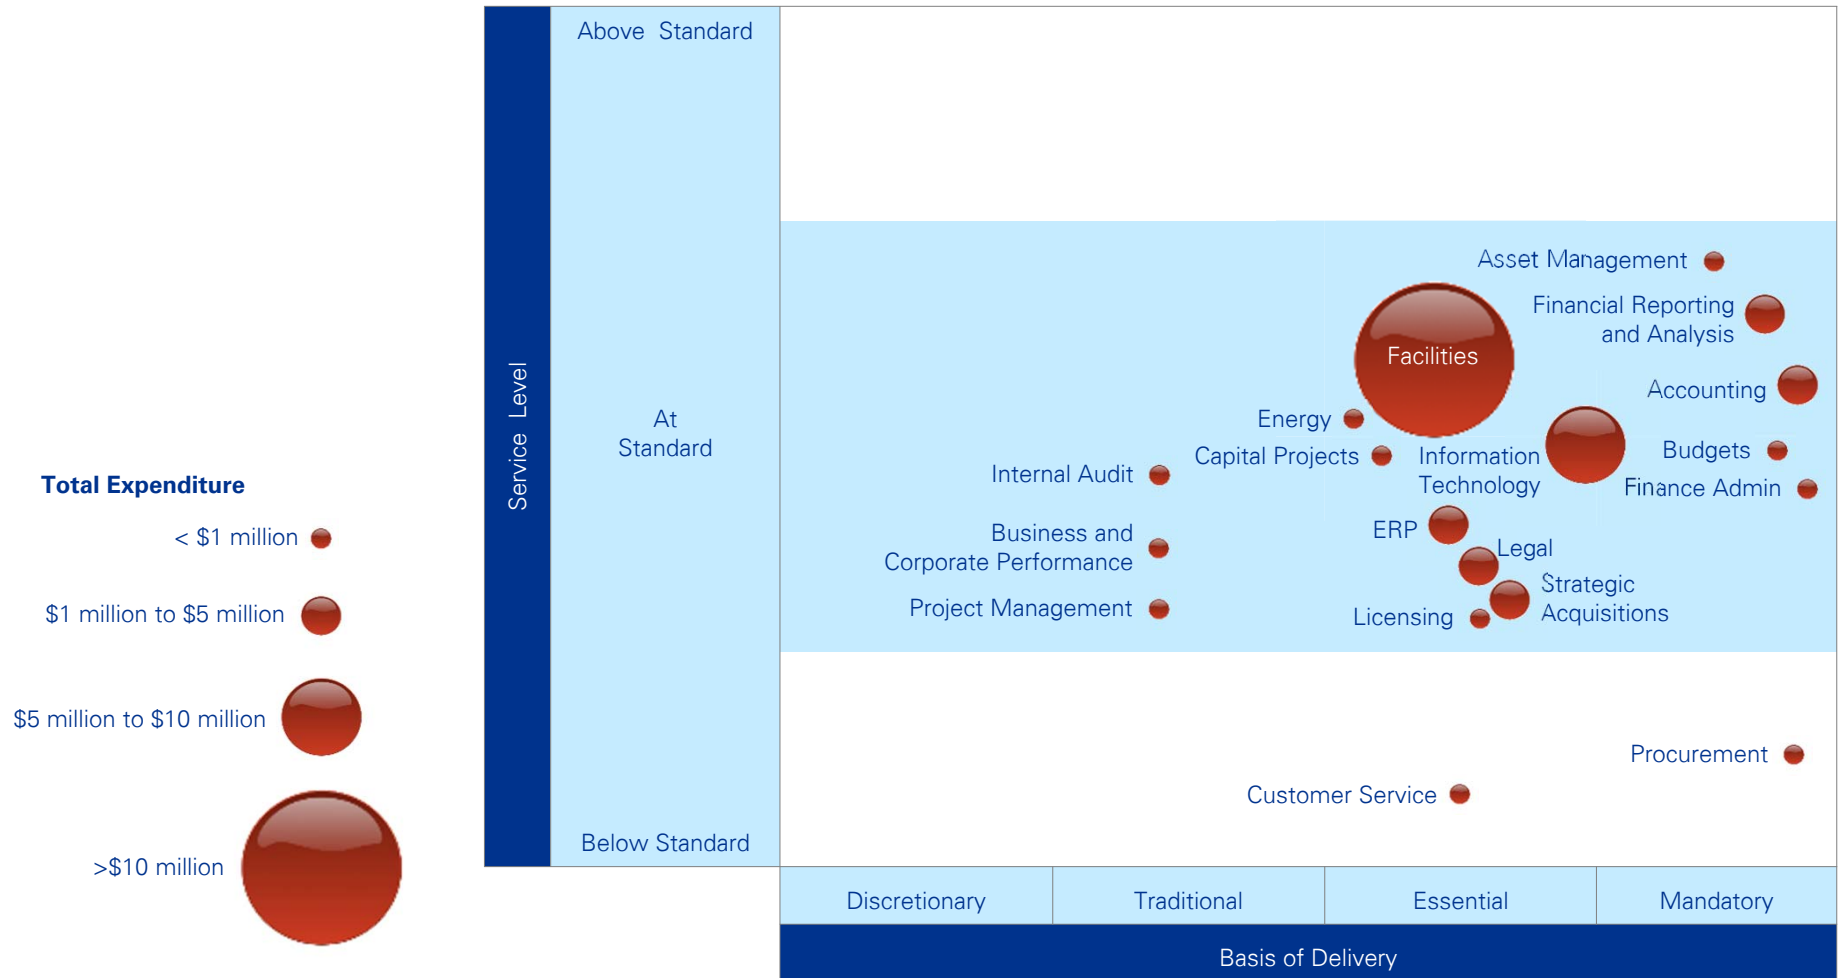 Above Standard
Asset Management
Financial Reporting
and Analysis
Facilities
Service Level
Accounting
At
Standard
Energy
Capital Projects
Information
Technology
Budgets
Internal Audit
Finance Admin
Total Expenditure
ERP
Business and
Corporate Performance
Legal
< $1 million
Strategic
Acquisitions
Project Management
Licensing
$1 million to $5 million
$5 million to $10 million
Procurement
Customer Service
Below Standard
>$10 million
Discretionary
Traditional
Essential
Mandatory
Basis of Delivery